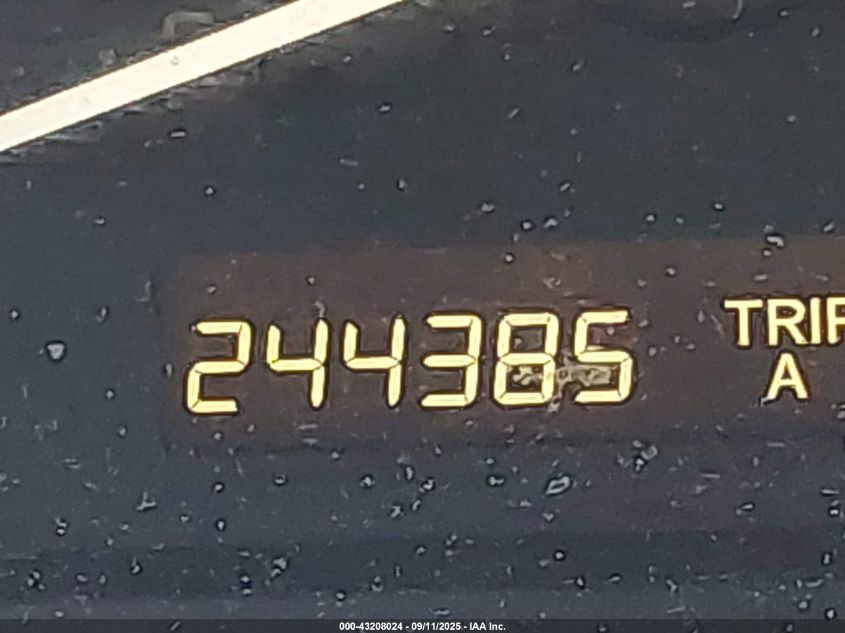 244385 TRIP
A
000-43208024 - 09/11/2025 - IAA Inc.